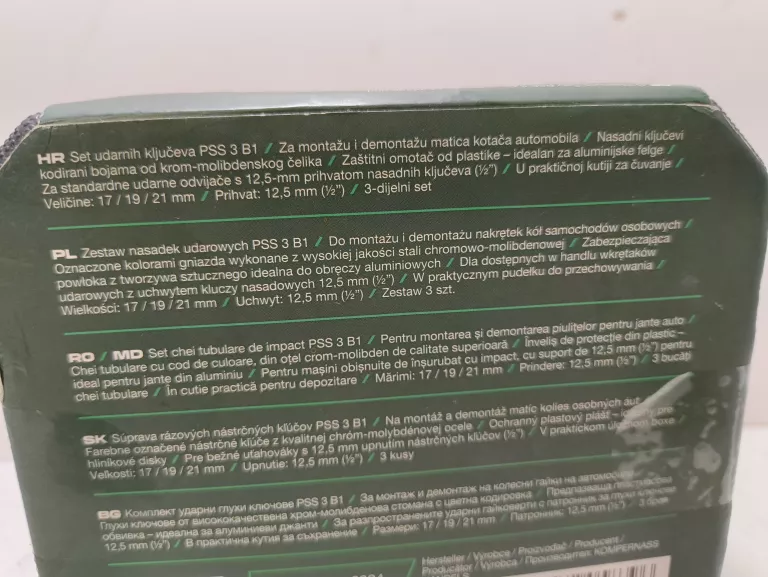 HR Set udarnih ključeva PSS 3 B1 / Za montažu i demontažu matica kotača automobila / Nasadni ključevi
kodirani bojama od krom-molibdenskog čelika / Zaštitni omotač od plastike – idealan za aluminijske felge /
Za standardne udarne odvijače s 12,5-mm prihvatom nasadnih ključeva (½") / U praktičnoj kutiji za čuvanje /
Veličine: 17 / 19 / 21 mm / Prihvat: 12,5 mm (½") / 3-dijelni set
PL Zestaw nasadek udarowych PSS 3 B1 / Do montażu i demontażu nakrętek kół samochodów osobowych /
Oznaczone kolorami gniazda wykonane z wysokiej jakości stali chromowo-molibdenowej / Zabezpieczająca
powłoka z tworzywa sztucznego idealna do obręczy aluminiowych / Dla dostępnych w handlu wkrętaków
udarowych z uchwytem kluczy nasadowych 12,5 mm (½") / W praktycznym pudełku do przechowywania /
Wielkości: 17 / 19 / 21 mm / Uchwyt: 12,5 mm (½") / Zestaw 3 szt.
RO / MD Set chei tubulare de impact PSS 3 B1 / Pentru montarea și demontarea piulițelor pentru jante auto /
Chei tubulare cu cod de culoare, din oțel crom-molibden de calitate superioară / Înveliș de protecție din plastic –
ideal pentru jante din aluminiu / Pentru mașini obișnuite de înșurubat cu impact, cu suport de 12,5 mm (½") pentru
chei tubulare / În cutie practică pentru depozitare / Mărimi: 17 / 19 / 21 mm / Prindere: 12,5 mm (½") / 3 bucăți
SK Súprava rázových nástrčných kľúčov PSS 3 B1 / Na montáž a demontáž matíc kolies osobných aut
Farebne označené nástrčné kľúče z kvalitnej chróm-molybdénovej ocele / Ochranný plastový plášť – ideálny pre
hliníkové disky / Pre bežné uťahováky s 12,5 mm upnutím nástrčných kľúčov (½") / V praktickom úložnom boxe
Veľkosti: 17 / 19 / 21 mm / Upnutie: 12,5 mm (½") / 3 kusy
BG Комплект ударни глухи ключове PSS 3 B1 / За монтаж и демонтаж на колесни гайки на автомобили
Глухи ключове от висококачествена хром-молибденова стомана с цветна кодировка / Предпазваща пластмасова
обвивка – идеална за алуминиеви джанти / За разпространените ударни гайковерти с патронник за глухи ключове
12,5 mm (½") / В практична кутия за съхранение / Размери: 17 / 19 / 21 mm / Патронник: 12,5 mm (½") / 3 броя
Hersteller / Výrobce / Proizvođač / Producent /
Producător / Výrobca / Производител: KOMPERNASS